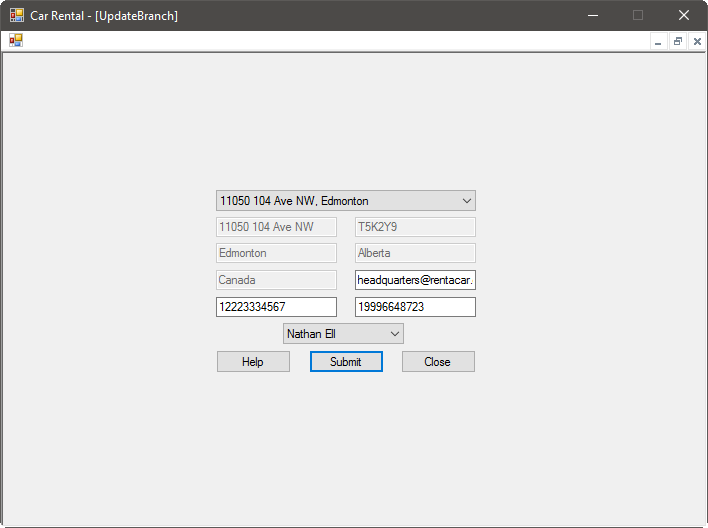 Car Rental - [UpdateBranch]
11050 104 Ave NW, Edmonton
11050 104 Ave NW T5K2Y9
Edmonton Alberta
Canada headquarters@rentacar.
12223334567 19996648723
Nathan Ell
Help Submit Close